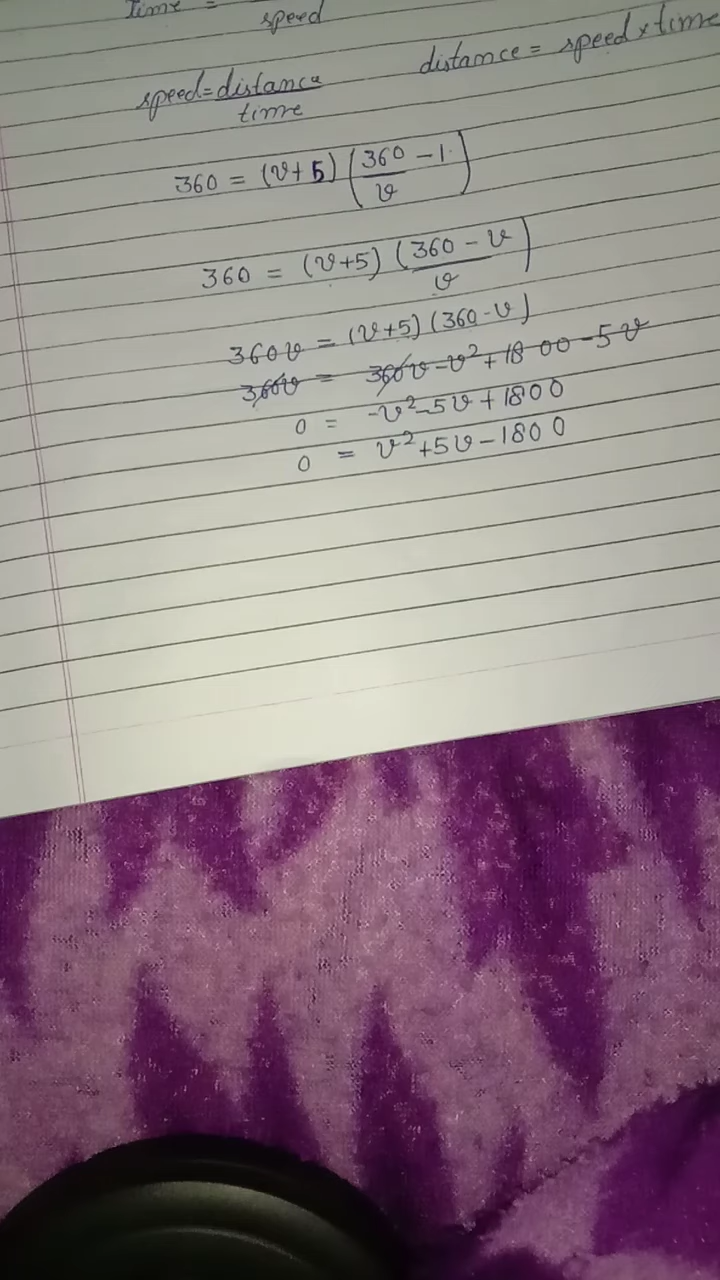 Time =
speed
speed = distance
time
distance = speed × time
360 = (v+5) (360/v - 1)
360 = (v+5) (360 - v / v)
360v = (v+5) (360 - v)
360v = 360v - v² + 1800 - 5v
0 = -v² - 5v + 1800
0 = v² + 5v - 1800